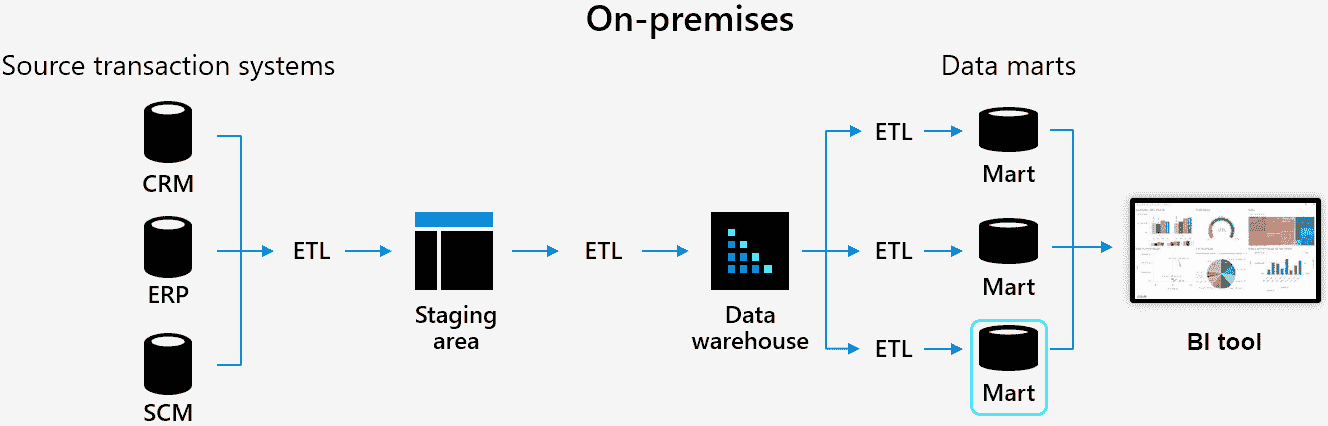 On-premises
Source transaction systems
Data marts
CRM
ERP
SCM
ETL
Staging
area
ETL
Data
warehouse
ETL
Mart
ETL
Mart
ETL
Mart
BI tool